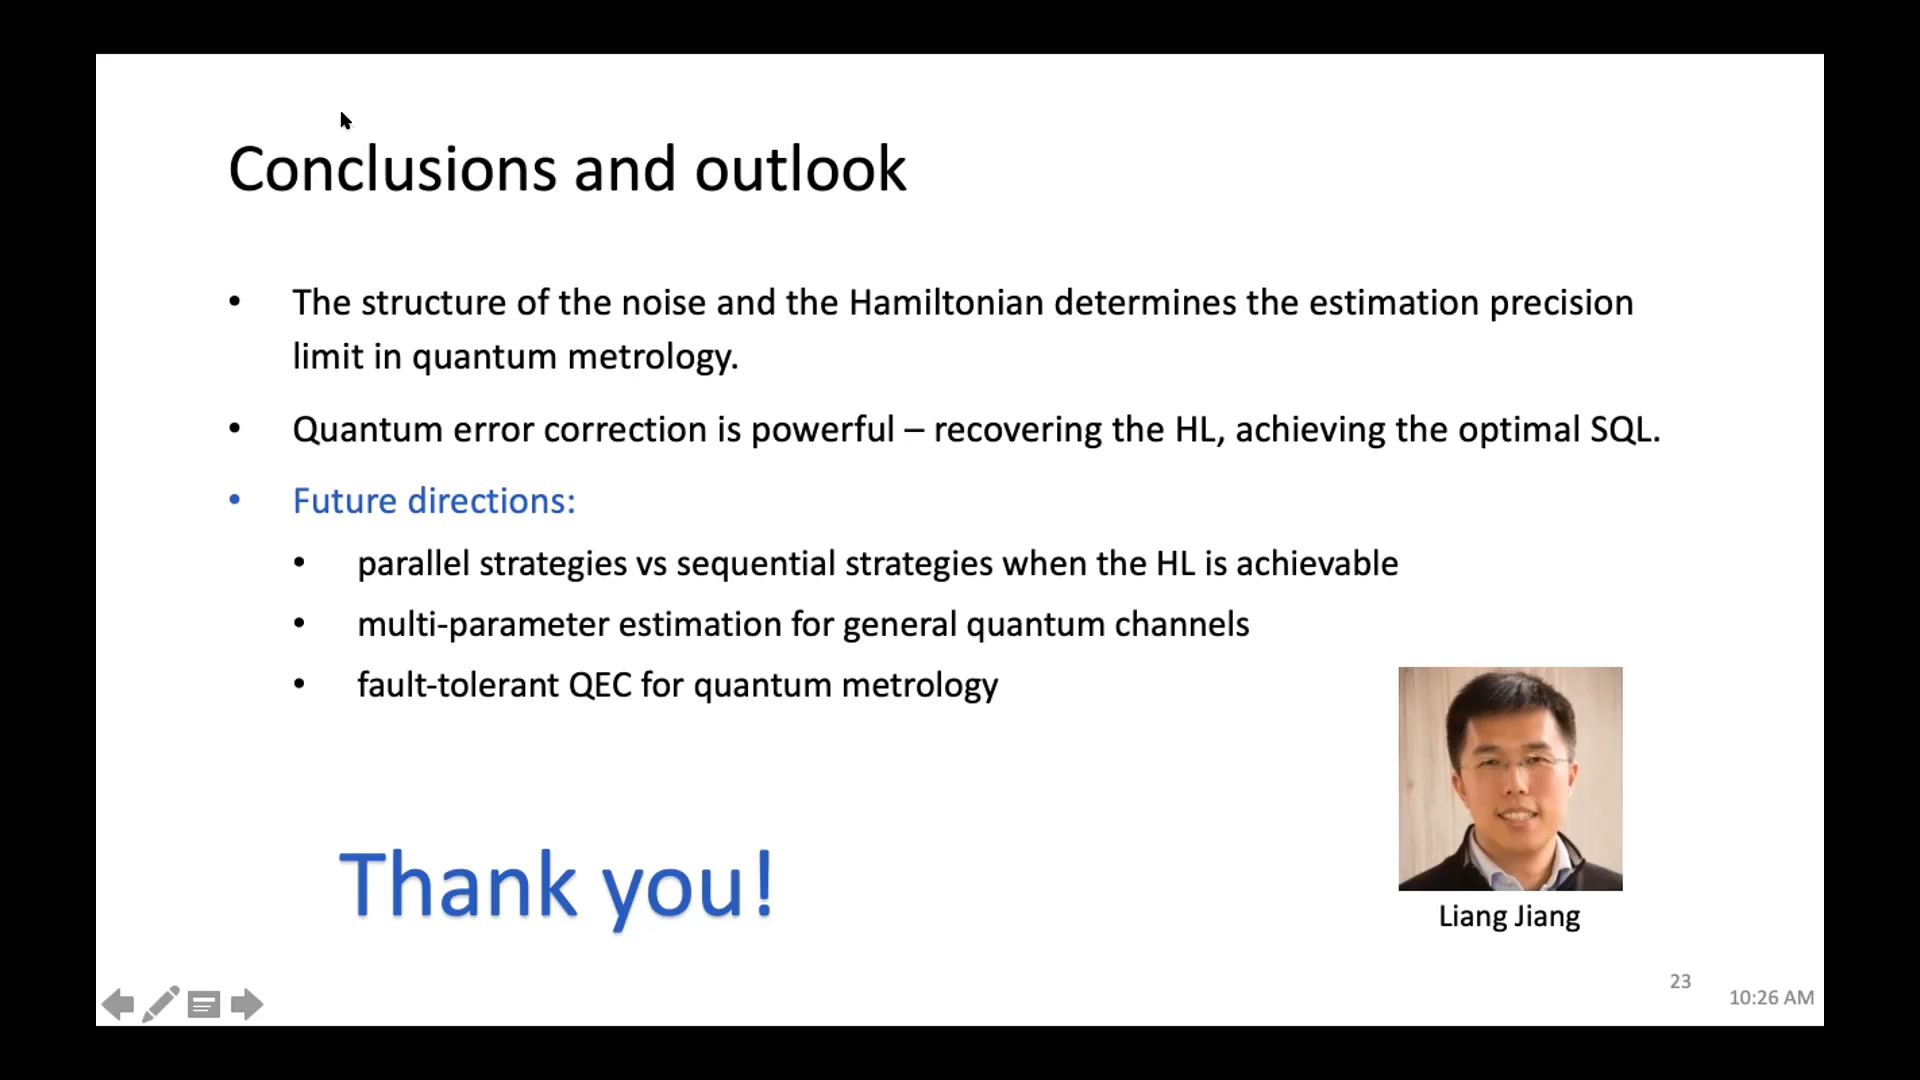 Conclusions and outlook
• The structure of the noise and the Hamiltonian determines the estimation precision
limit in quantum metrology.
• Quantum error correction is powerful – recovering the HL, achieving the optimal SQL.
• Future directions:
• parallel strategies vs sequential strategies when the HL is achievable
• multi-parameter estimation for general quantum channels
• fault-tolerant QEC for quantum metrology
Thank you!
Liang Jiang
23
10:26 AM